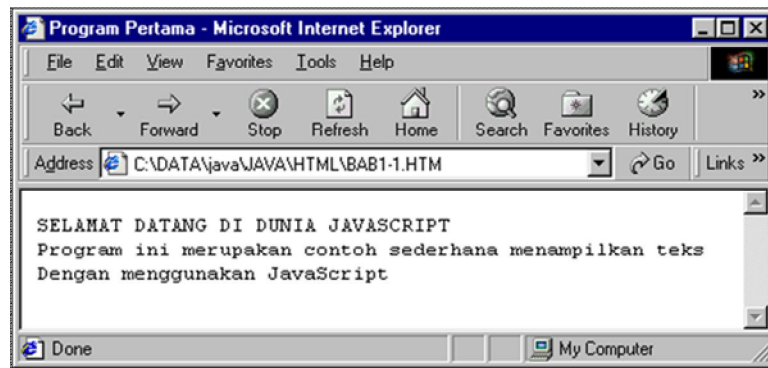 Program Pertama - Microsoft Internet Explorer
File Edit View Favorites Tools Help
Back Forward Stop Refresh Home Search Favorites History »
Address C:\DATA\java\JAVA\HTML\BAB1-1.HTM Go Links »
SELAMAT DATANG DI DUNIA JAVASCRIPT
Program ini merupakan contoh sederhana menampilkan teks
Dengan menggunakan JavaScript
Done My Computer